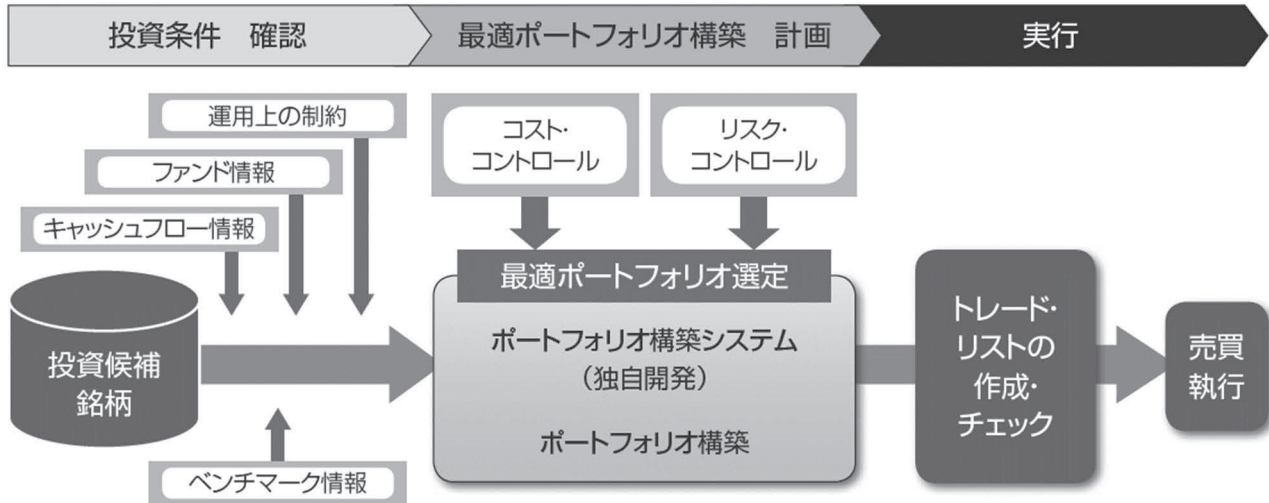 投資条件　確認
最適ポートフォリオ構築　計画
実行
運用上の制約
ファンド情報
キャッシュフロー情報
投資候補
銘柄
ベンチマーク情報
コスト・
コントロール
リスク・
コントロール
最適ポートフォリオ選定
ポートフォリオ構築システム
（独自開発）
ポートフォリオ構築
トレード・
リストの
作成・
チェック
売買
執行